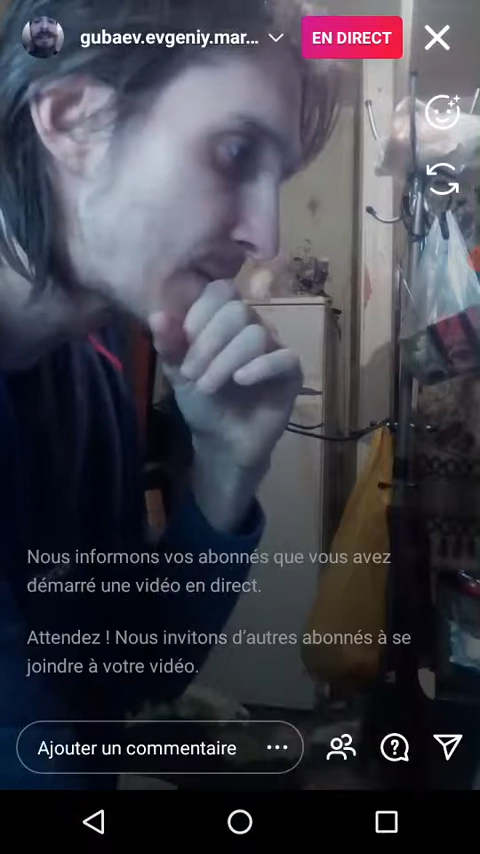 gubaev.evgeniy.mar...
EN DIRECT
Nous informons vos abonnés que vous avez
démarré une vidéo en direct.
Attendez ! Nous invitons d'autres abonnés à se
joindre à votre vidéo.
Ajouter un commentaire